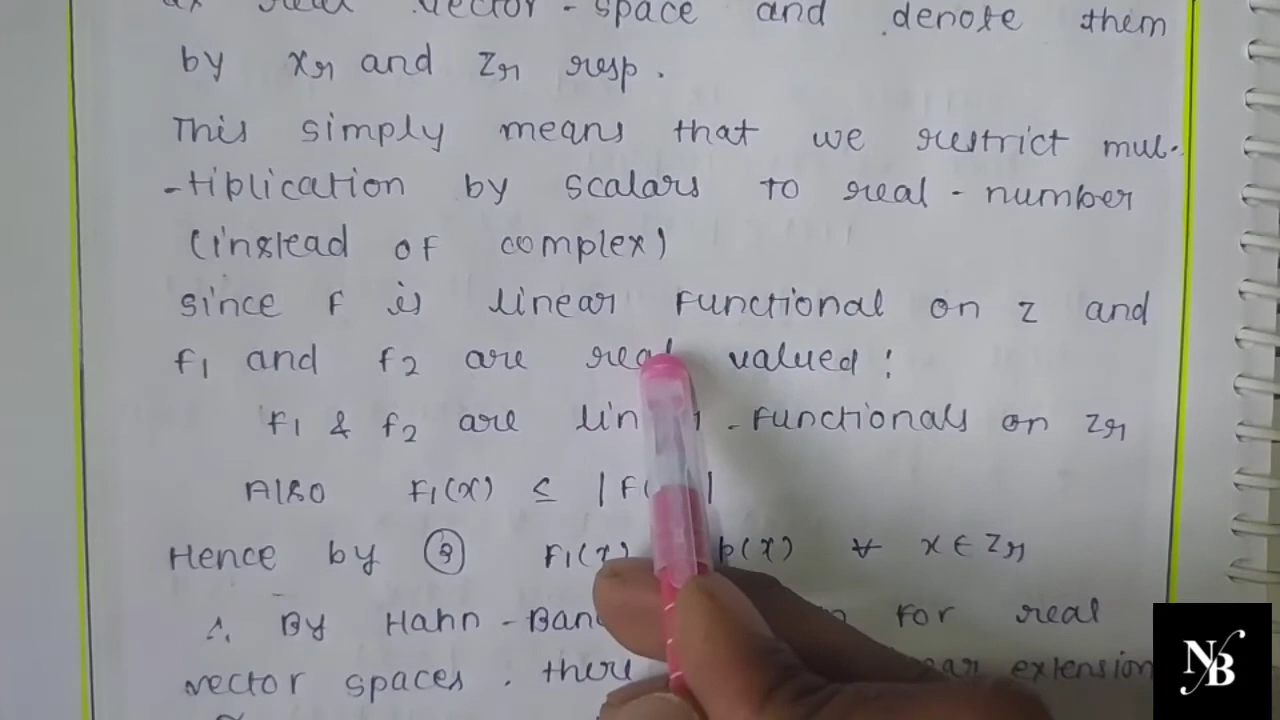 vector-space and denote them
by Xr and Zr resp.
This simply means that we restrict mul-
-tiplication by scalars to real-number
(instead of complex)
since f is linear functional on z and
f1 and f2 are real valued:
f1 & f2 are functionals on Zr
Also f1(x) ≤ |
Hence by ③ p(x) ∀ x ∈ Zr
∴ By Hahn- for real
vector spaces, there extension
NB